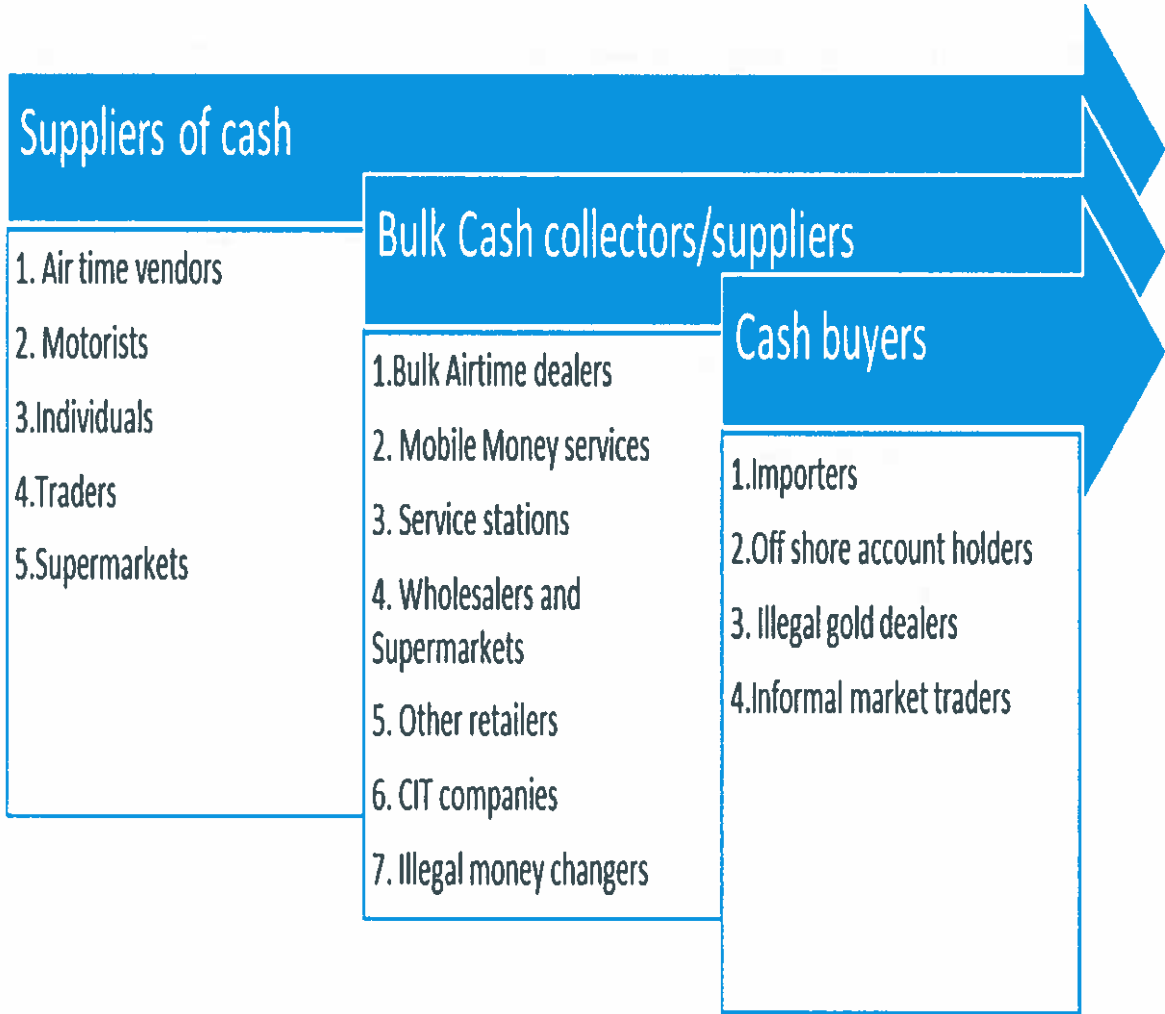 Suppliers of cash
1. Air time vendors
2. Motorists
3.Individuals
4.Traders
5.Supermarkets
Bulk Cash collectors/suppliers
1.Bulk Airtime dealers
2. Mobile Money services
3. Service stations
4. Wholesalers and
Supermarkets
5. Other retailers
6. CIT companies
7. Illegal money changers
Cash buyers
1.Importers
2.Off shore account holders
3. Illegal gold dealers
4.Informal market traders